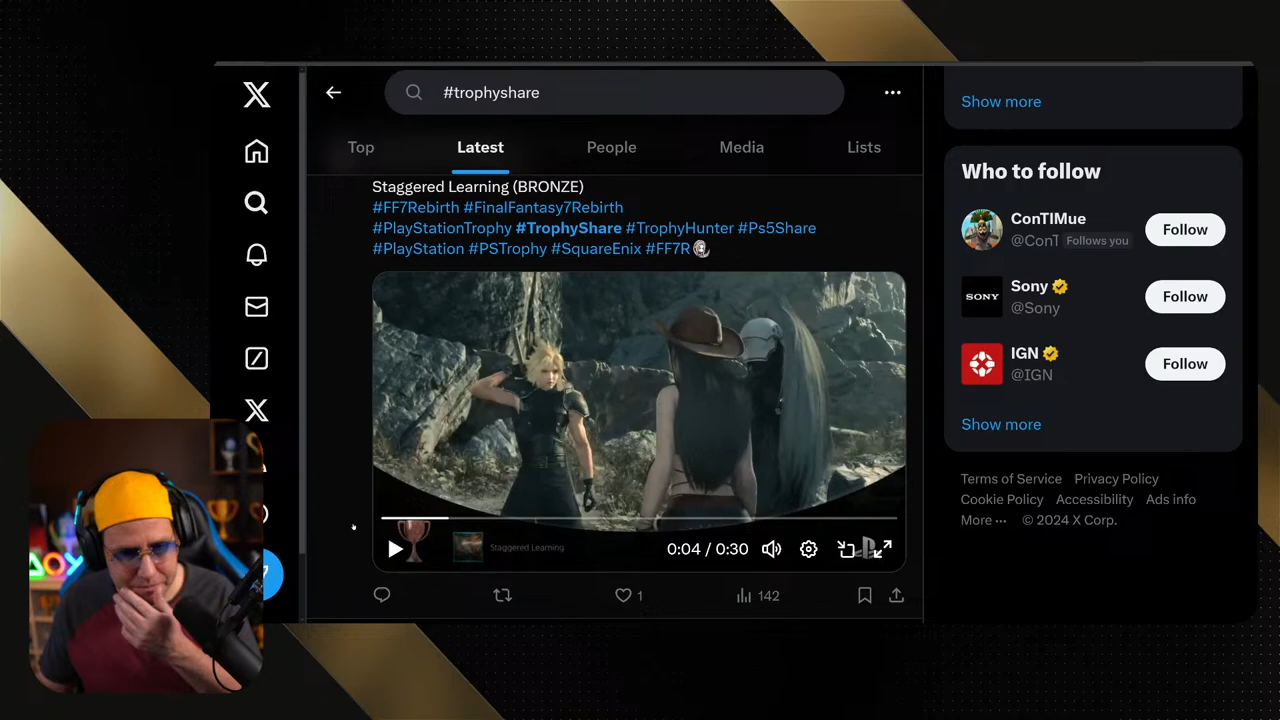 #trophyshare
Top
Latest
People
Media
Lists
Staggered Learning (BRONZE)
#FF7Rebirth #FinalFantasy7Rebirth
#PlayStationTrophy #TrophyShare #TrophyHunter #Ps5Share
#PlayStation #PSTrophy #SquareEnix #FF7R
Staggered Learning
0:04 / 0:30
1
142
Show more
Who to follow
ConTIMue
@ConT Follows you
Follow
SONY
Sony
@Sony
Follow
IGN
@IGN
Follow
Show more
Terms of Service Privacy Policy
Cookie Policy Accessibility Ads info
More ··· © 2024 X Corp.